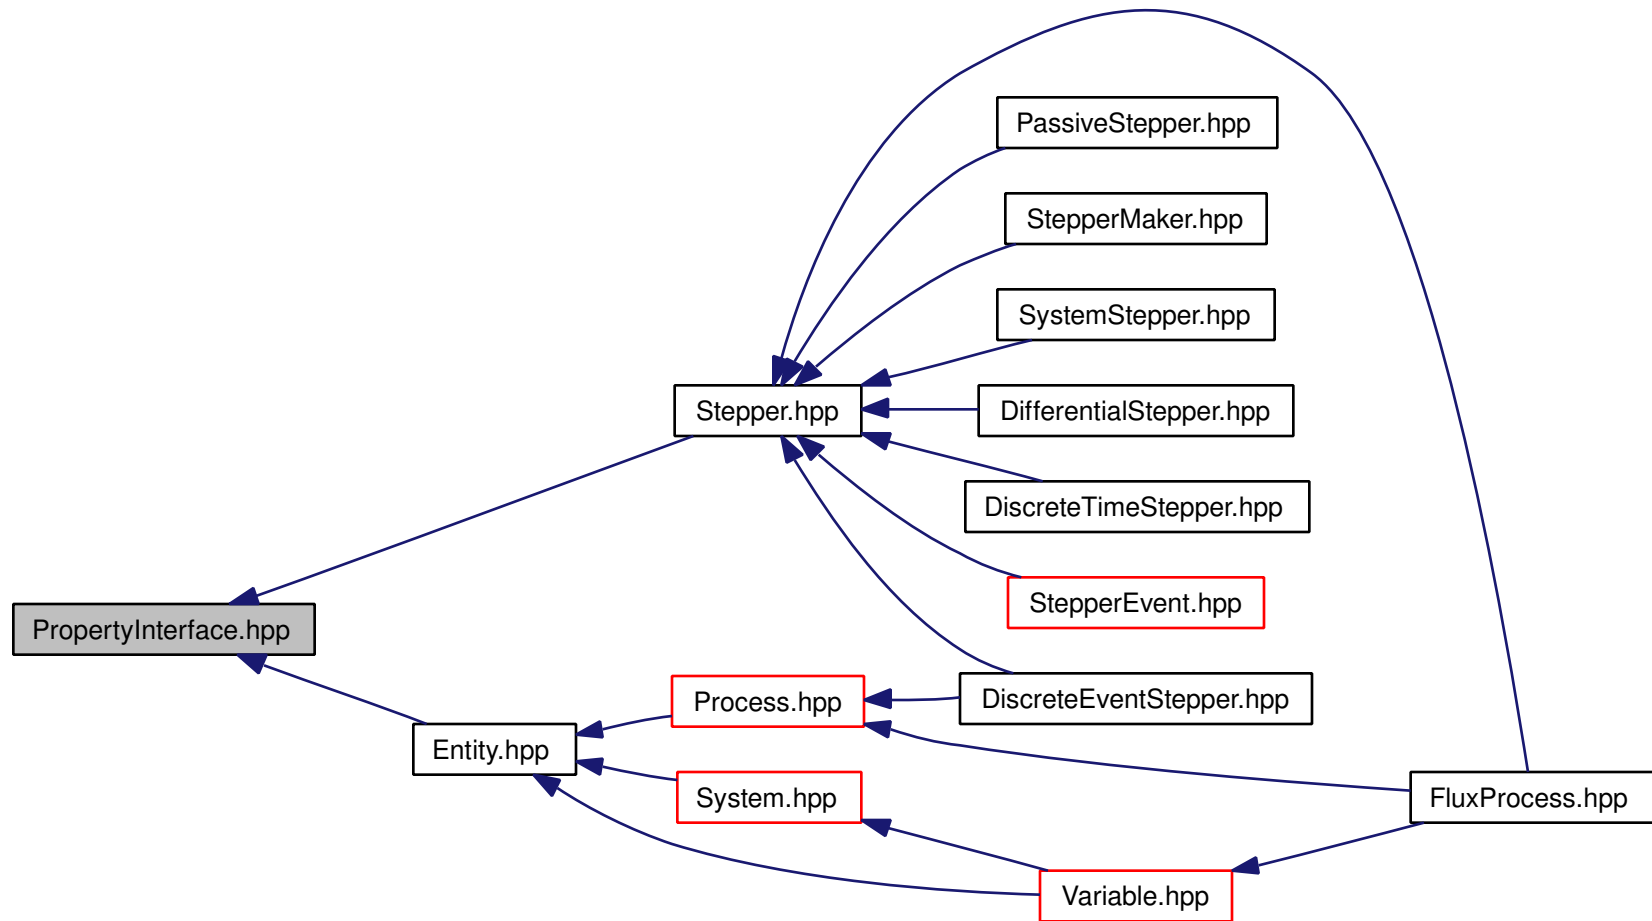 PassiveStepper.hpp
StepperMaker.hpp
SystemStepper.hpp
Stepper.hpp
DifferentialStepper.hpp
DiscreteTimeStepper.hpp
StepperEvent.hpp
PropertyInterface.hpp
Process.hpp
DiscreteEventStepper.hpp
Entity.hpp
System.hpp
FluxProcess.hpp
Variable.hpp